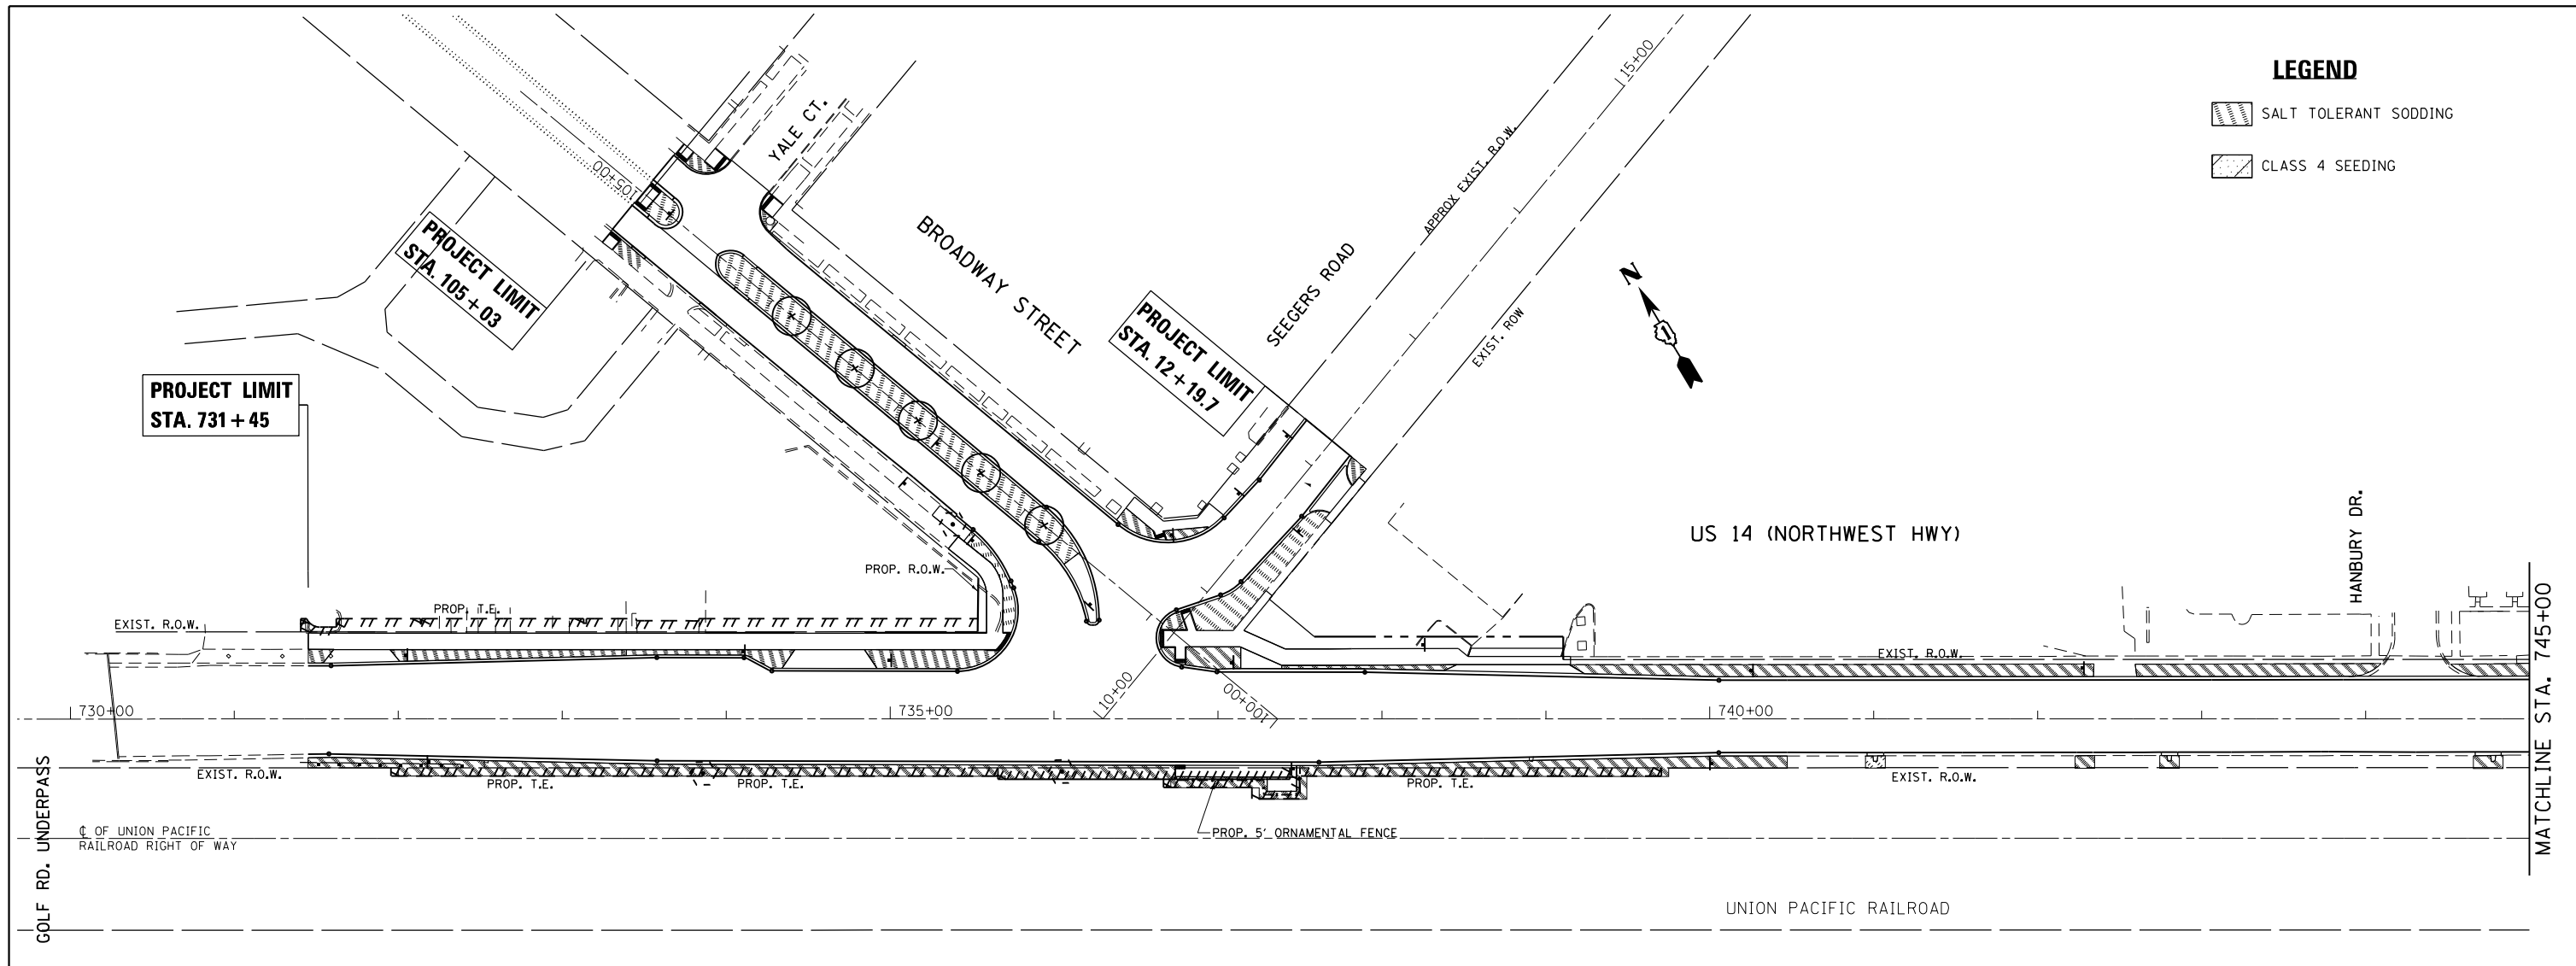 LEGEND
SALT TOLERANT SODDING
CLASS 4 SEEDING
15+00
YALE CT.
105+00
APPROX EXIST. R.O.W.
PROJECT LIMIT
STA. 105+03
BROADWAY STREET
SEEGERS ROAD
N
PROJECT LIMIT
STA. 12+19.7
EXIST. ROW
PROJECT LIMIT
STA. 731+45
US 14 (NORTHWEST HWY)
HANBURY DR.
PROP. R.O.W.
PROP. T.E.
EXIST. R.O.W.
EXIST. R.O.W.
10+00
100+00
730+00
735+00
740+00
MATCHLINE STA. 745+00
EXIST. R.O.W.
PROP. T.E.
PROP. T.E.
PROP. T.E.
EXIST. R.O.W.
GOLF RD. UNDERPASS
℄ OF UNION PACIFIC
RAILROAD RIGHT OF WAY
PROP. 5' ORNAMENTAL FENCE
UNION PACIFIC RAILROAD